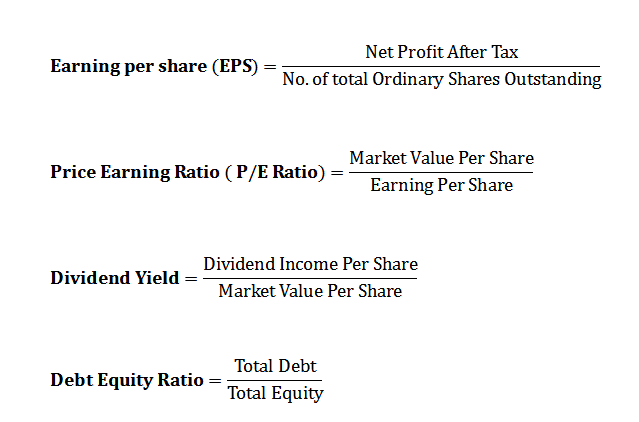 Net Profit After Tax
Earning per share (EPS) =
No. of total Ordinary Shares Outstanding
Market Value Per Share
Price Earning Ratio ( P/E Ratio) =
Earning Per Share
Dividend Income Per Share
Dividend Yield =
Market Value Per Share
Total Debt
Debt Equity Ratio =
Total Equity